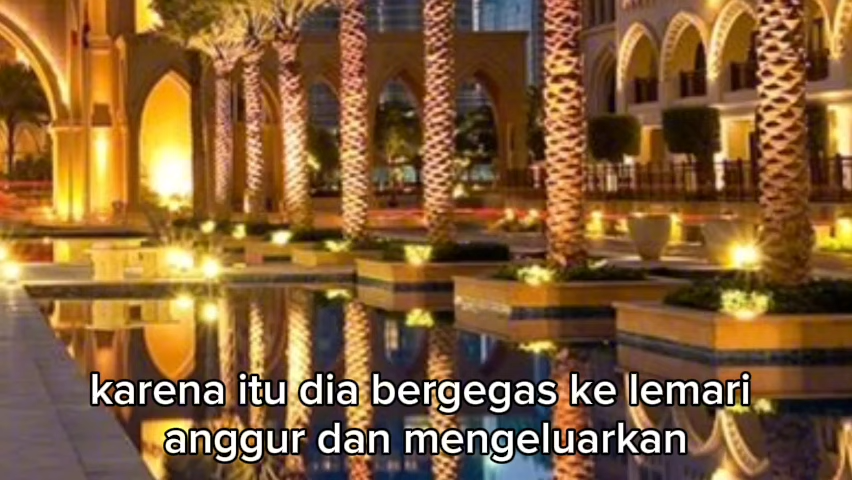 karena itu dia bergegas ke lemari
anggur dan mengeluarkan